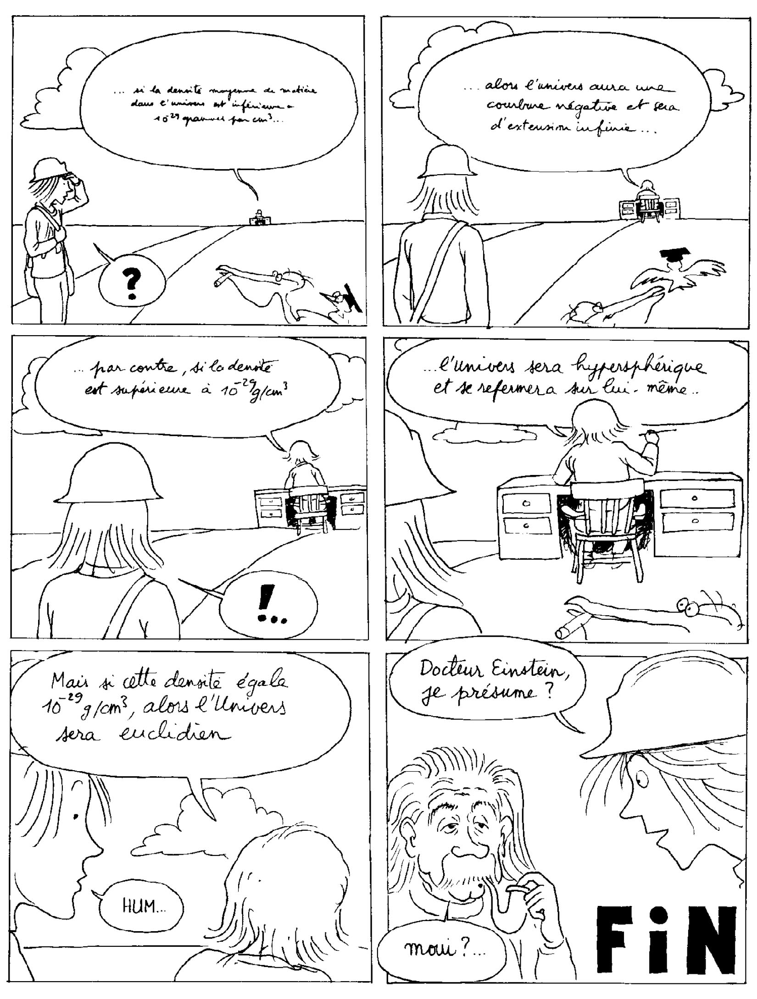 ... si la densité moyenne de matière
dans l'univers est inférieure à
10⁻²⁹ grammes par cm³...
?
... alors l'univers aura une
courbure négative et sera
d'extension infinie...
... par contre, si la densité
est supérieure à 10⁻²⁹g/cm³
!..
...l'univers sera hypersphérique
et se refermera sur lui-même..
Mais si cette densité égale
10⁻²⁹g/cm³, alors l'Univers
sera euclidien
HUM...
Docteur Einstein,
je présume ?
moui ?...
FiN